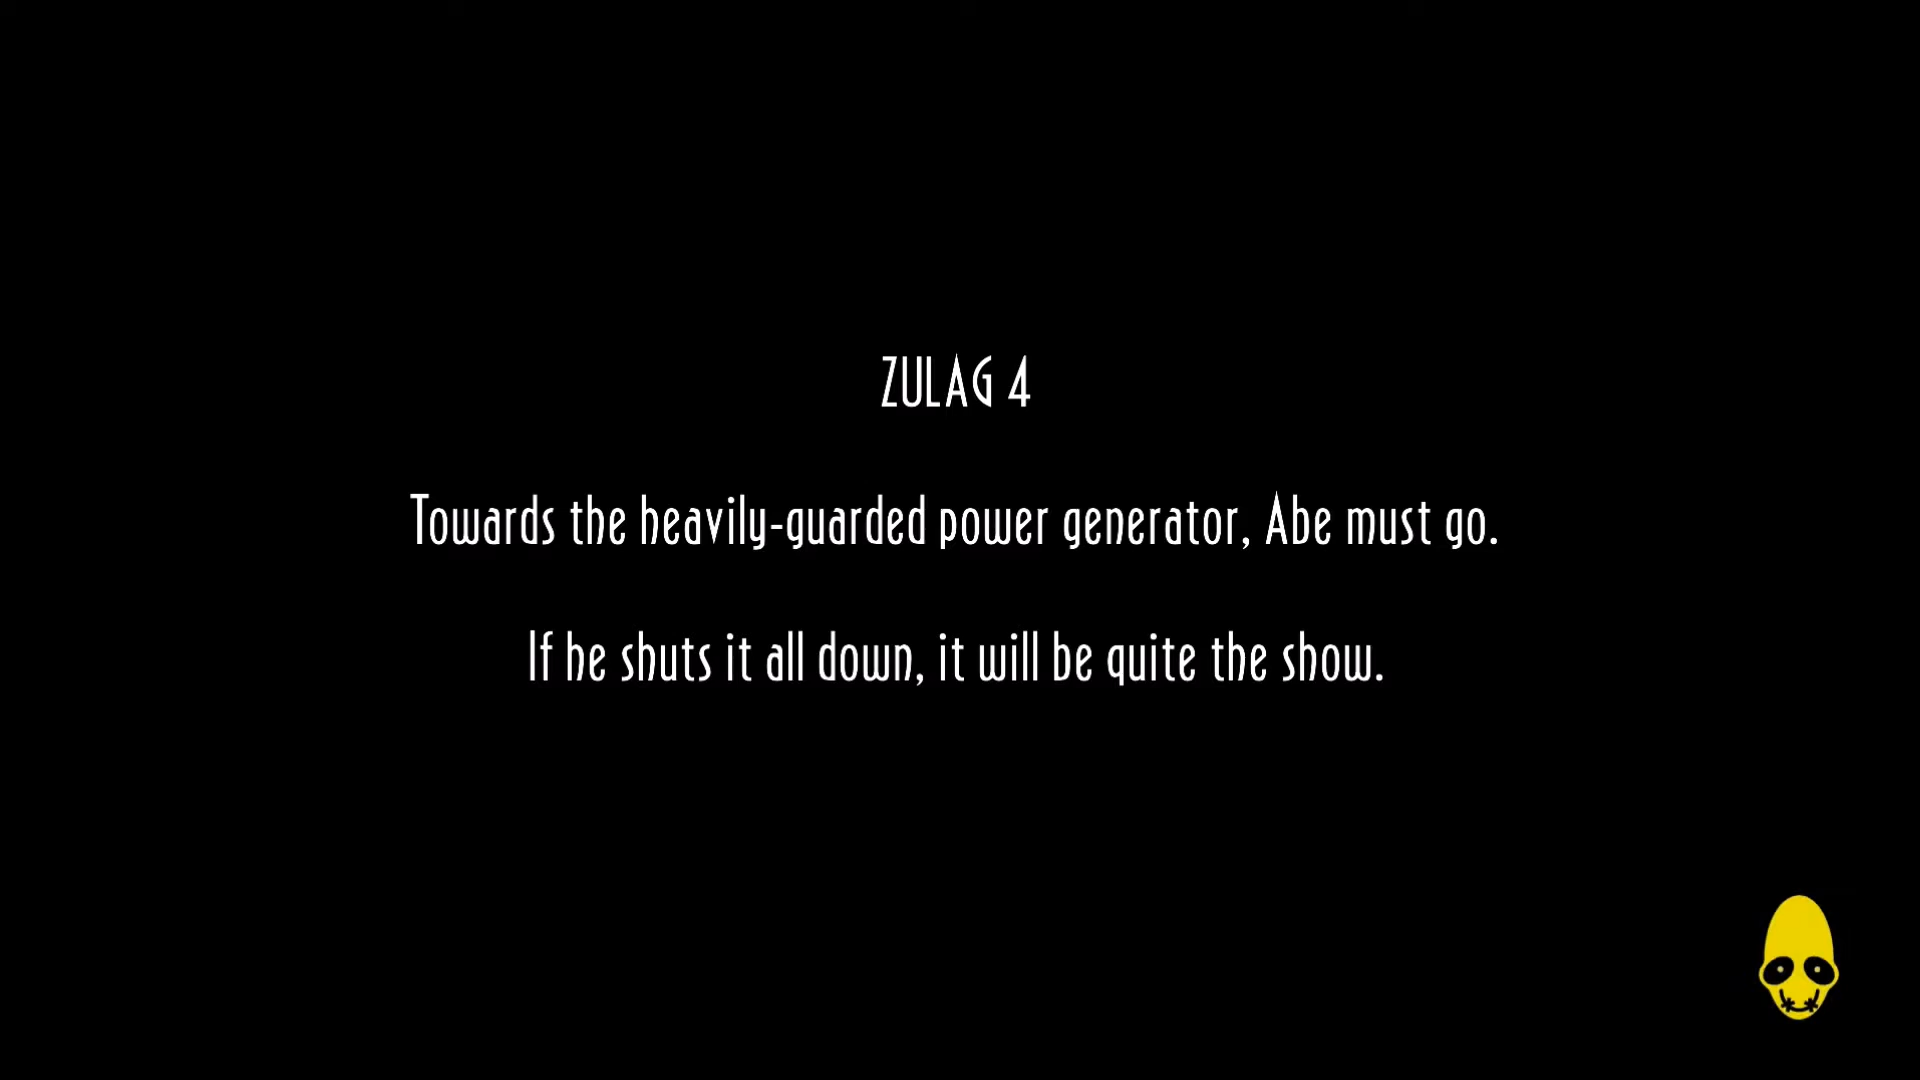 ZULAG 4
Towards the heavily-guarded power generator, Abe must go.
If he shuts it all down, it will be quite the show.